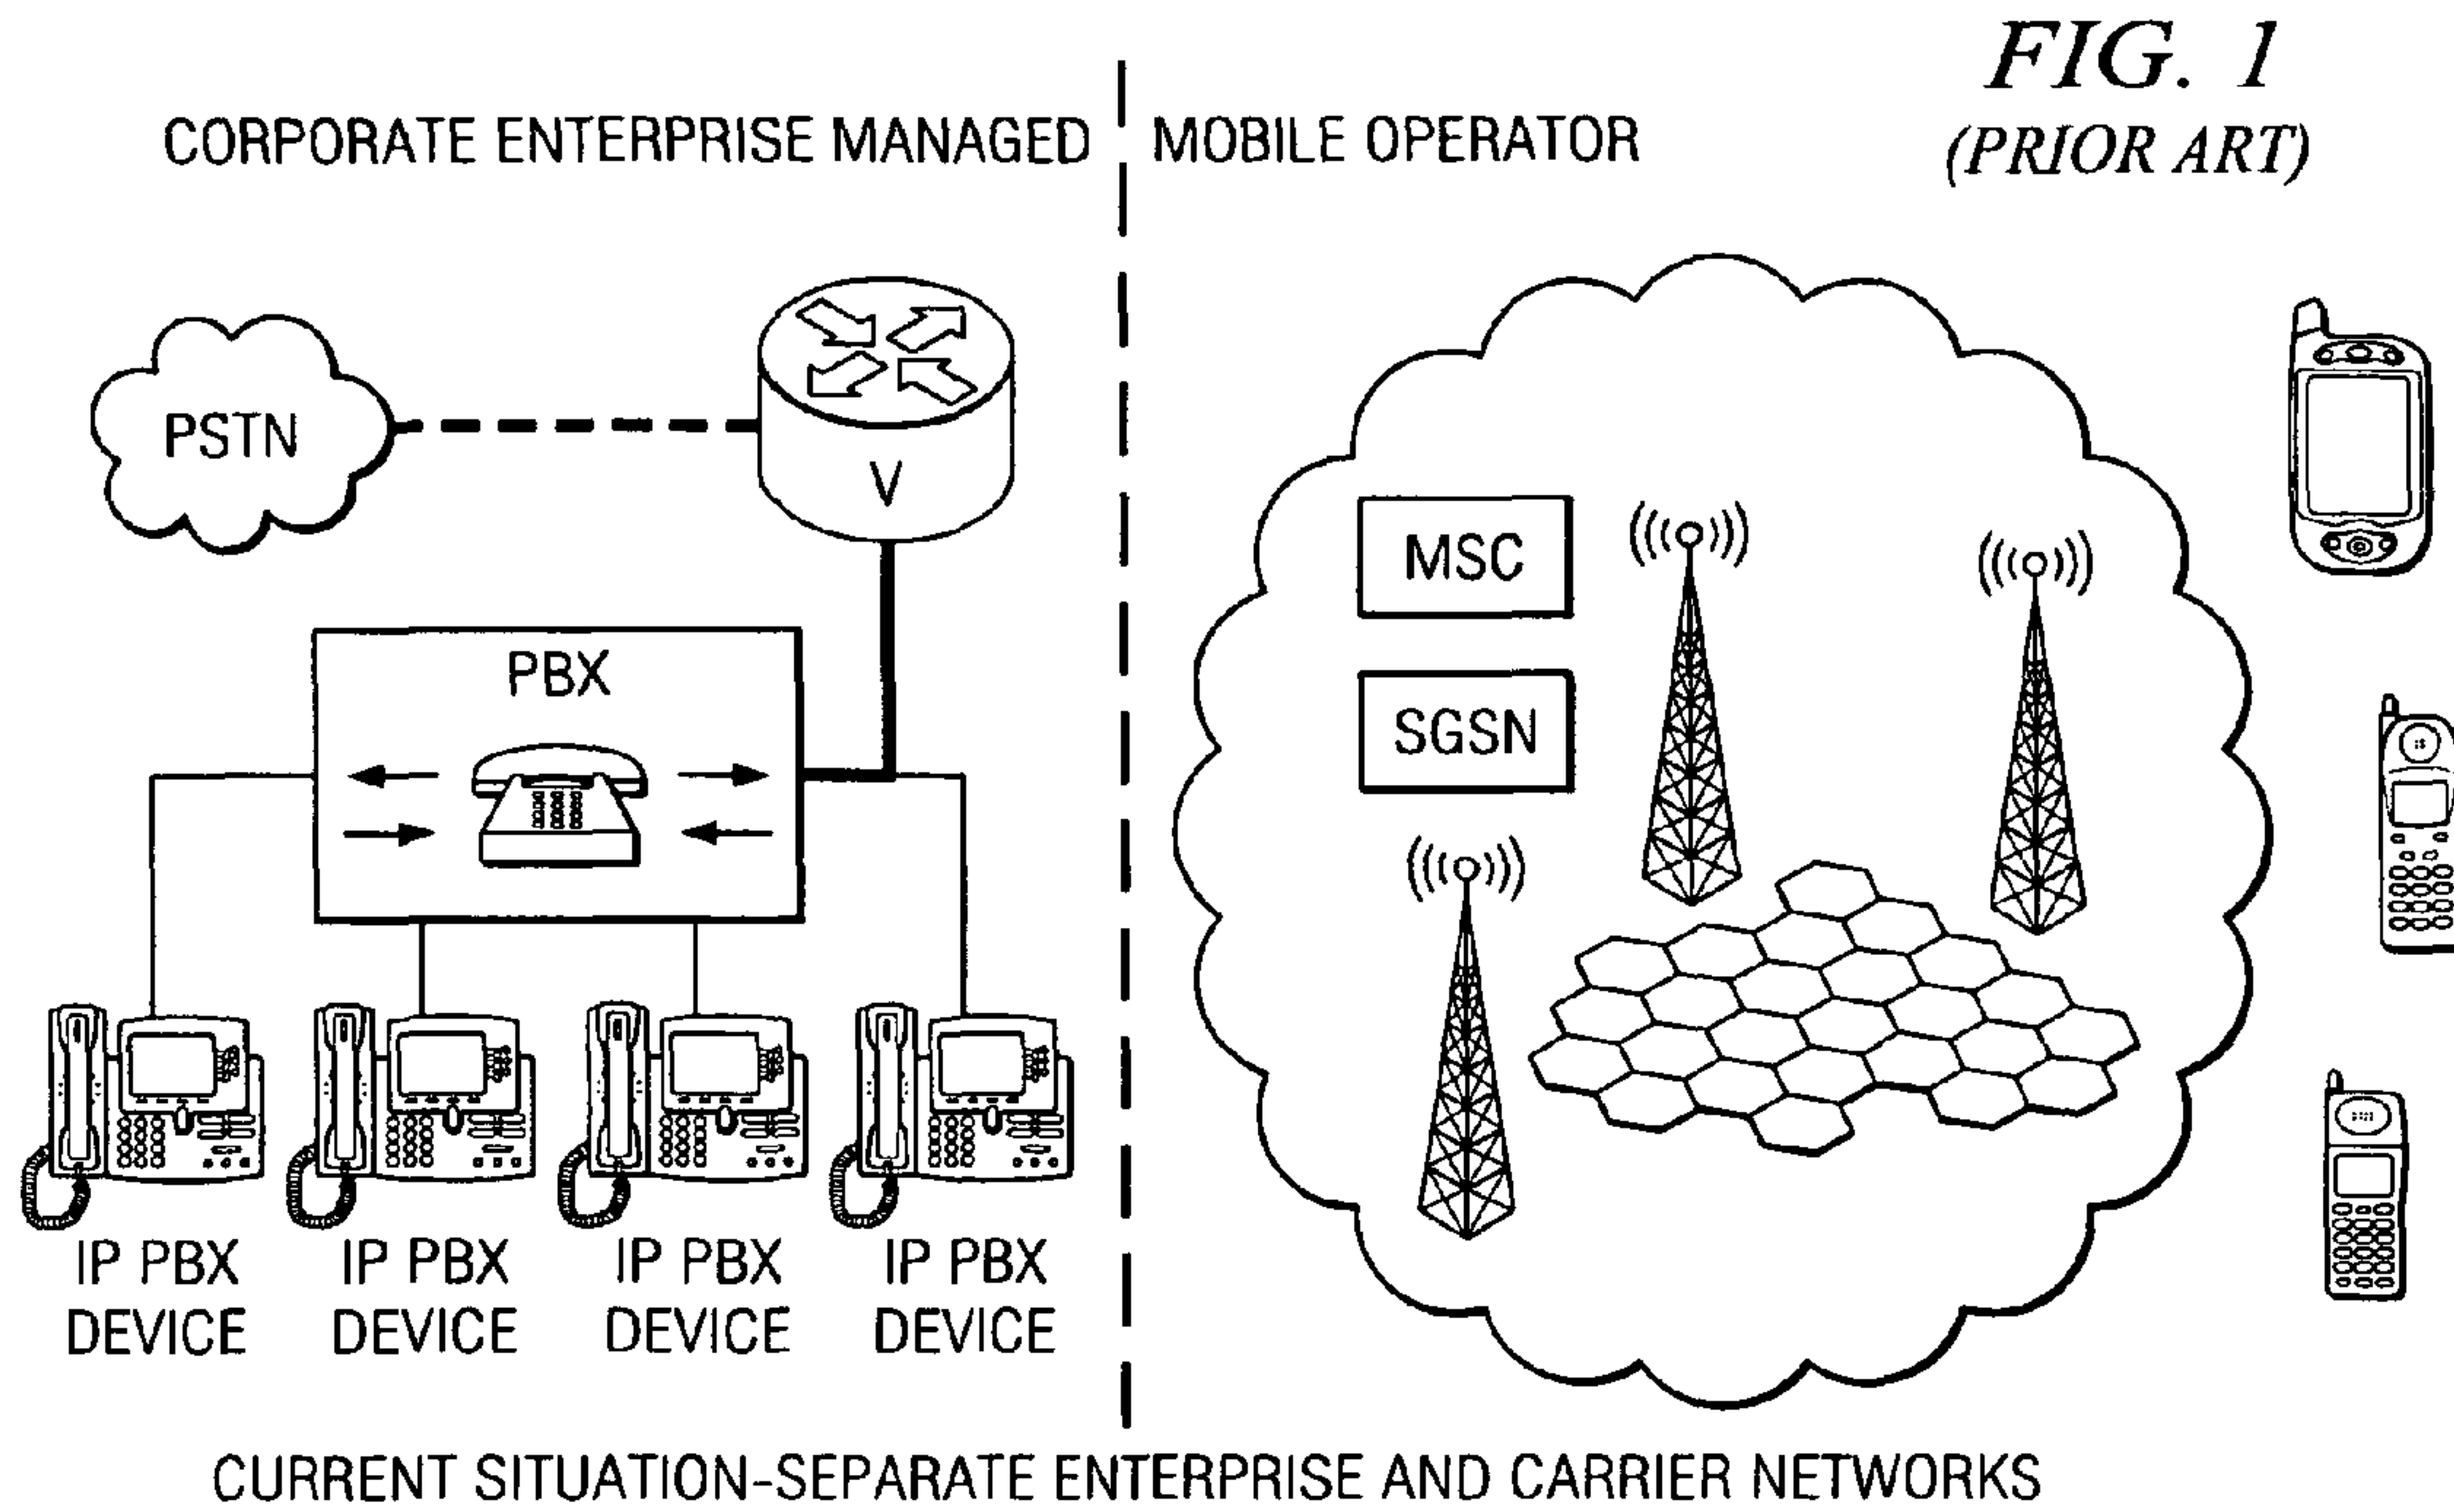 FIG. 1
(PRIOR ART)
CORPORATE ENTERPRISE MANAGED
MOBILE OPERATOR
PSTN
V
MSC
PBX
SGSN
IP PBX
DEVICE
IP PBX
DEVICE
IP PBX
DEVICE
IP PBX
DEVICE
CURRENT SITUATION-SEPARATE ENTERPRISE AND CARRIER NETWORKS